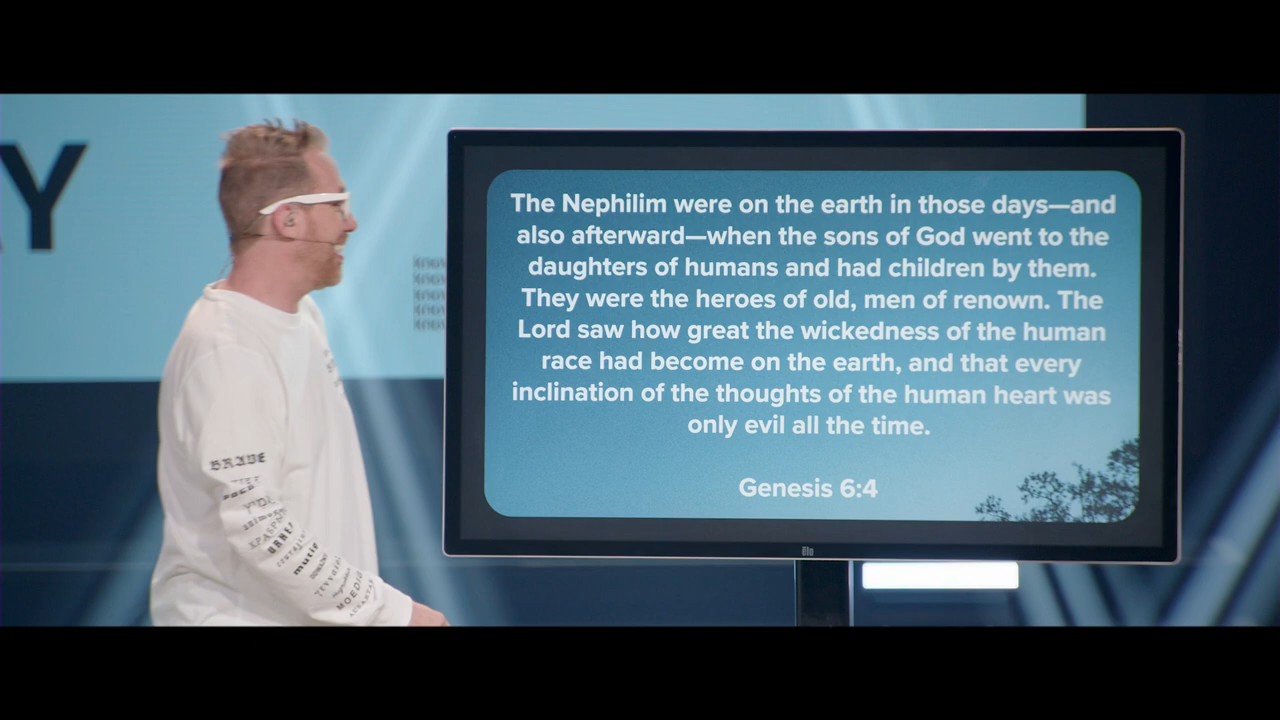 Y
The Nephilim were on the earth in those days—and
also afterward—when the sons of God went to the
daughters of humans and had children by them.
They were the heroes of old, men of renown. The
Lord saw how great the wickedness of the human
race had become on the earth, and that every
inclination of the thoughts of the human heart was
only evil all the time.
Genesis 6:4
elo
BRAVE
mutig